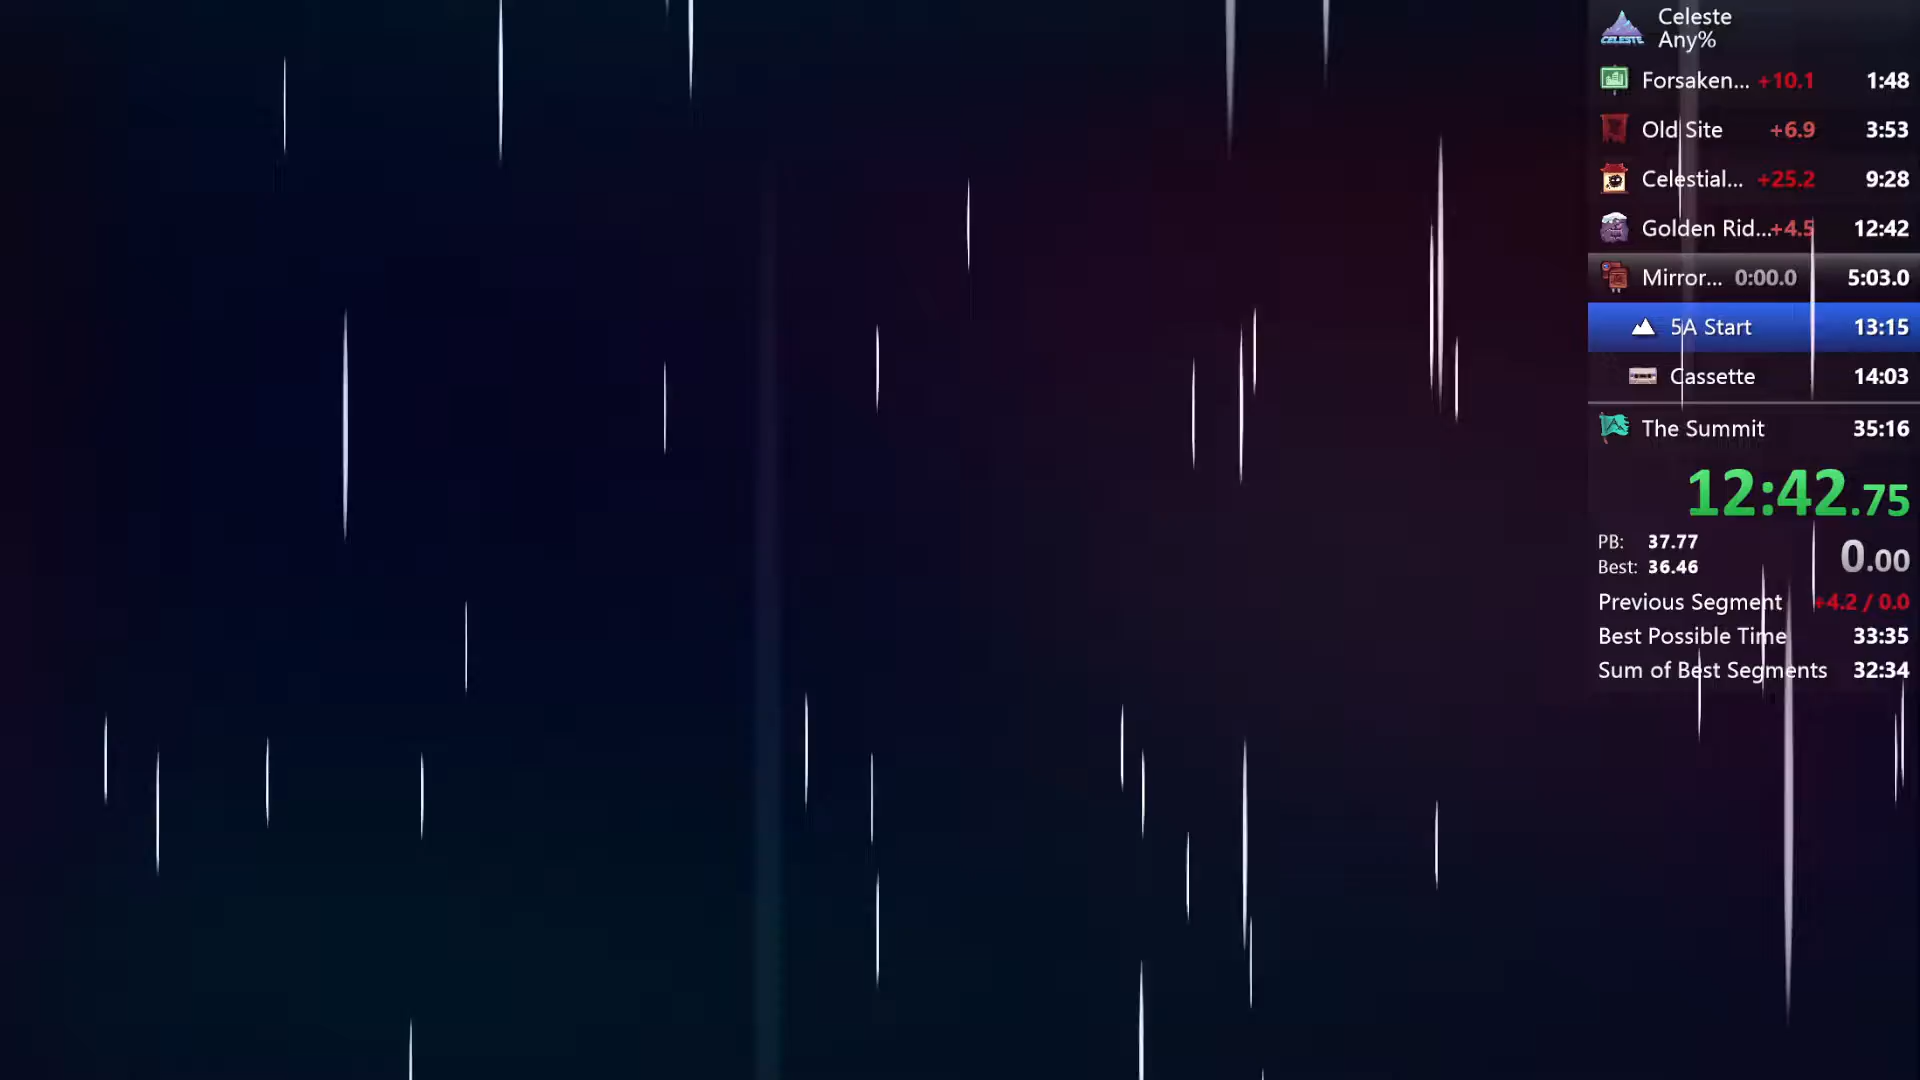 Celeste
Any%
Forsaken... +10.1 1:48
Old Site +6.9 3:53
Celestial... +25.2 9:28
Golden Rid... +4.5 12:42
Mirror... 0:00.0 5:03.0
5A Start 13:15
Cassette 14:03
The Summit 35:16
12:42.75
PB: 37.77
0.00
Best: 36.46
Previous Segment +4.2 / 0.0
Best Possible Time 33:35
Sum of Best Segments 32:34